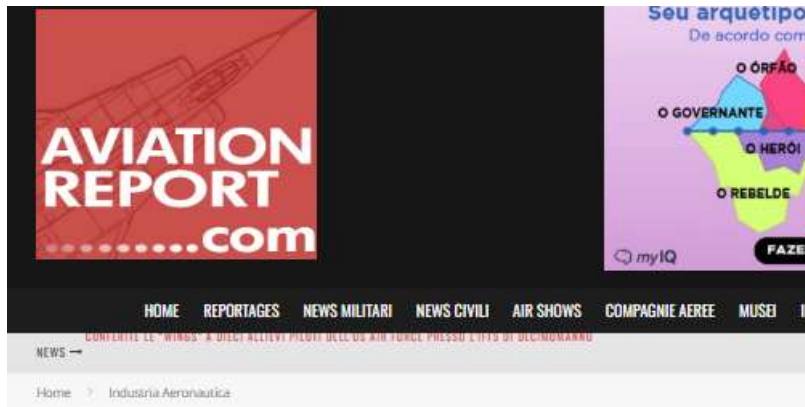 Seu arquetipo
De acordo com
O ÓRFÃO
O GOVERNANTE
O HERÓI
O REBELDE
myIQ
FAZE
AVIATION
REPORT
.........com
HOME REPORTAGES NEWS MILITARI NEWS CIVILI AIR SHOWS COMPAGNIE AEREE MUSEI
CONFERITE LE "WINGS" A DIECI ALLIEVI PILOTI DELL'US AIR FORCE PRESSO L'IFTS DI DECIMOMANNU
NEWS →
Home > Industria Aeronautica